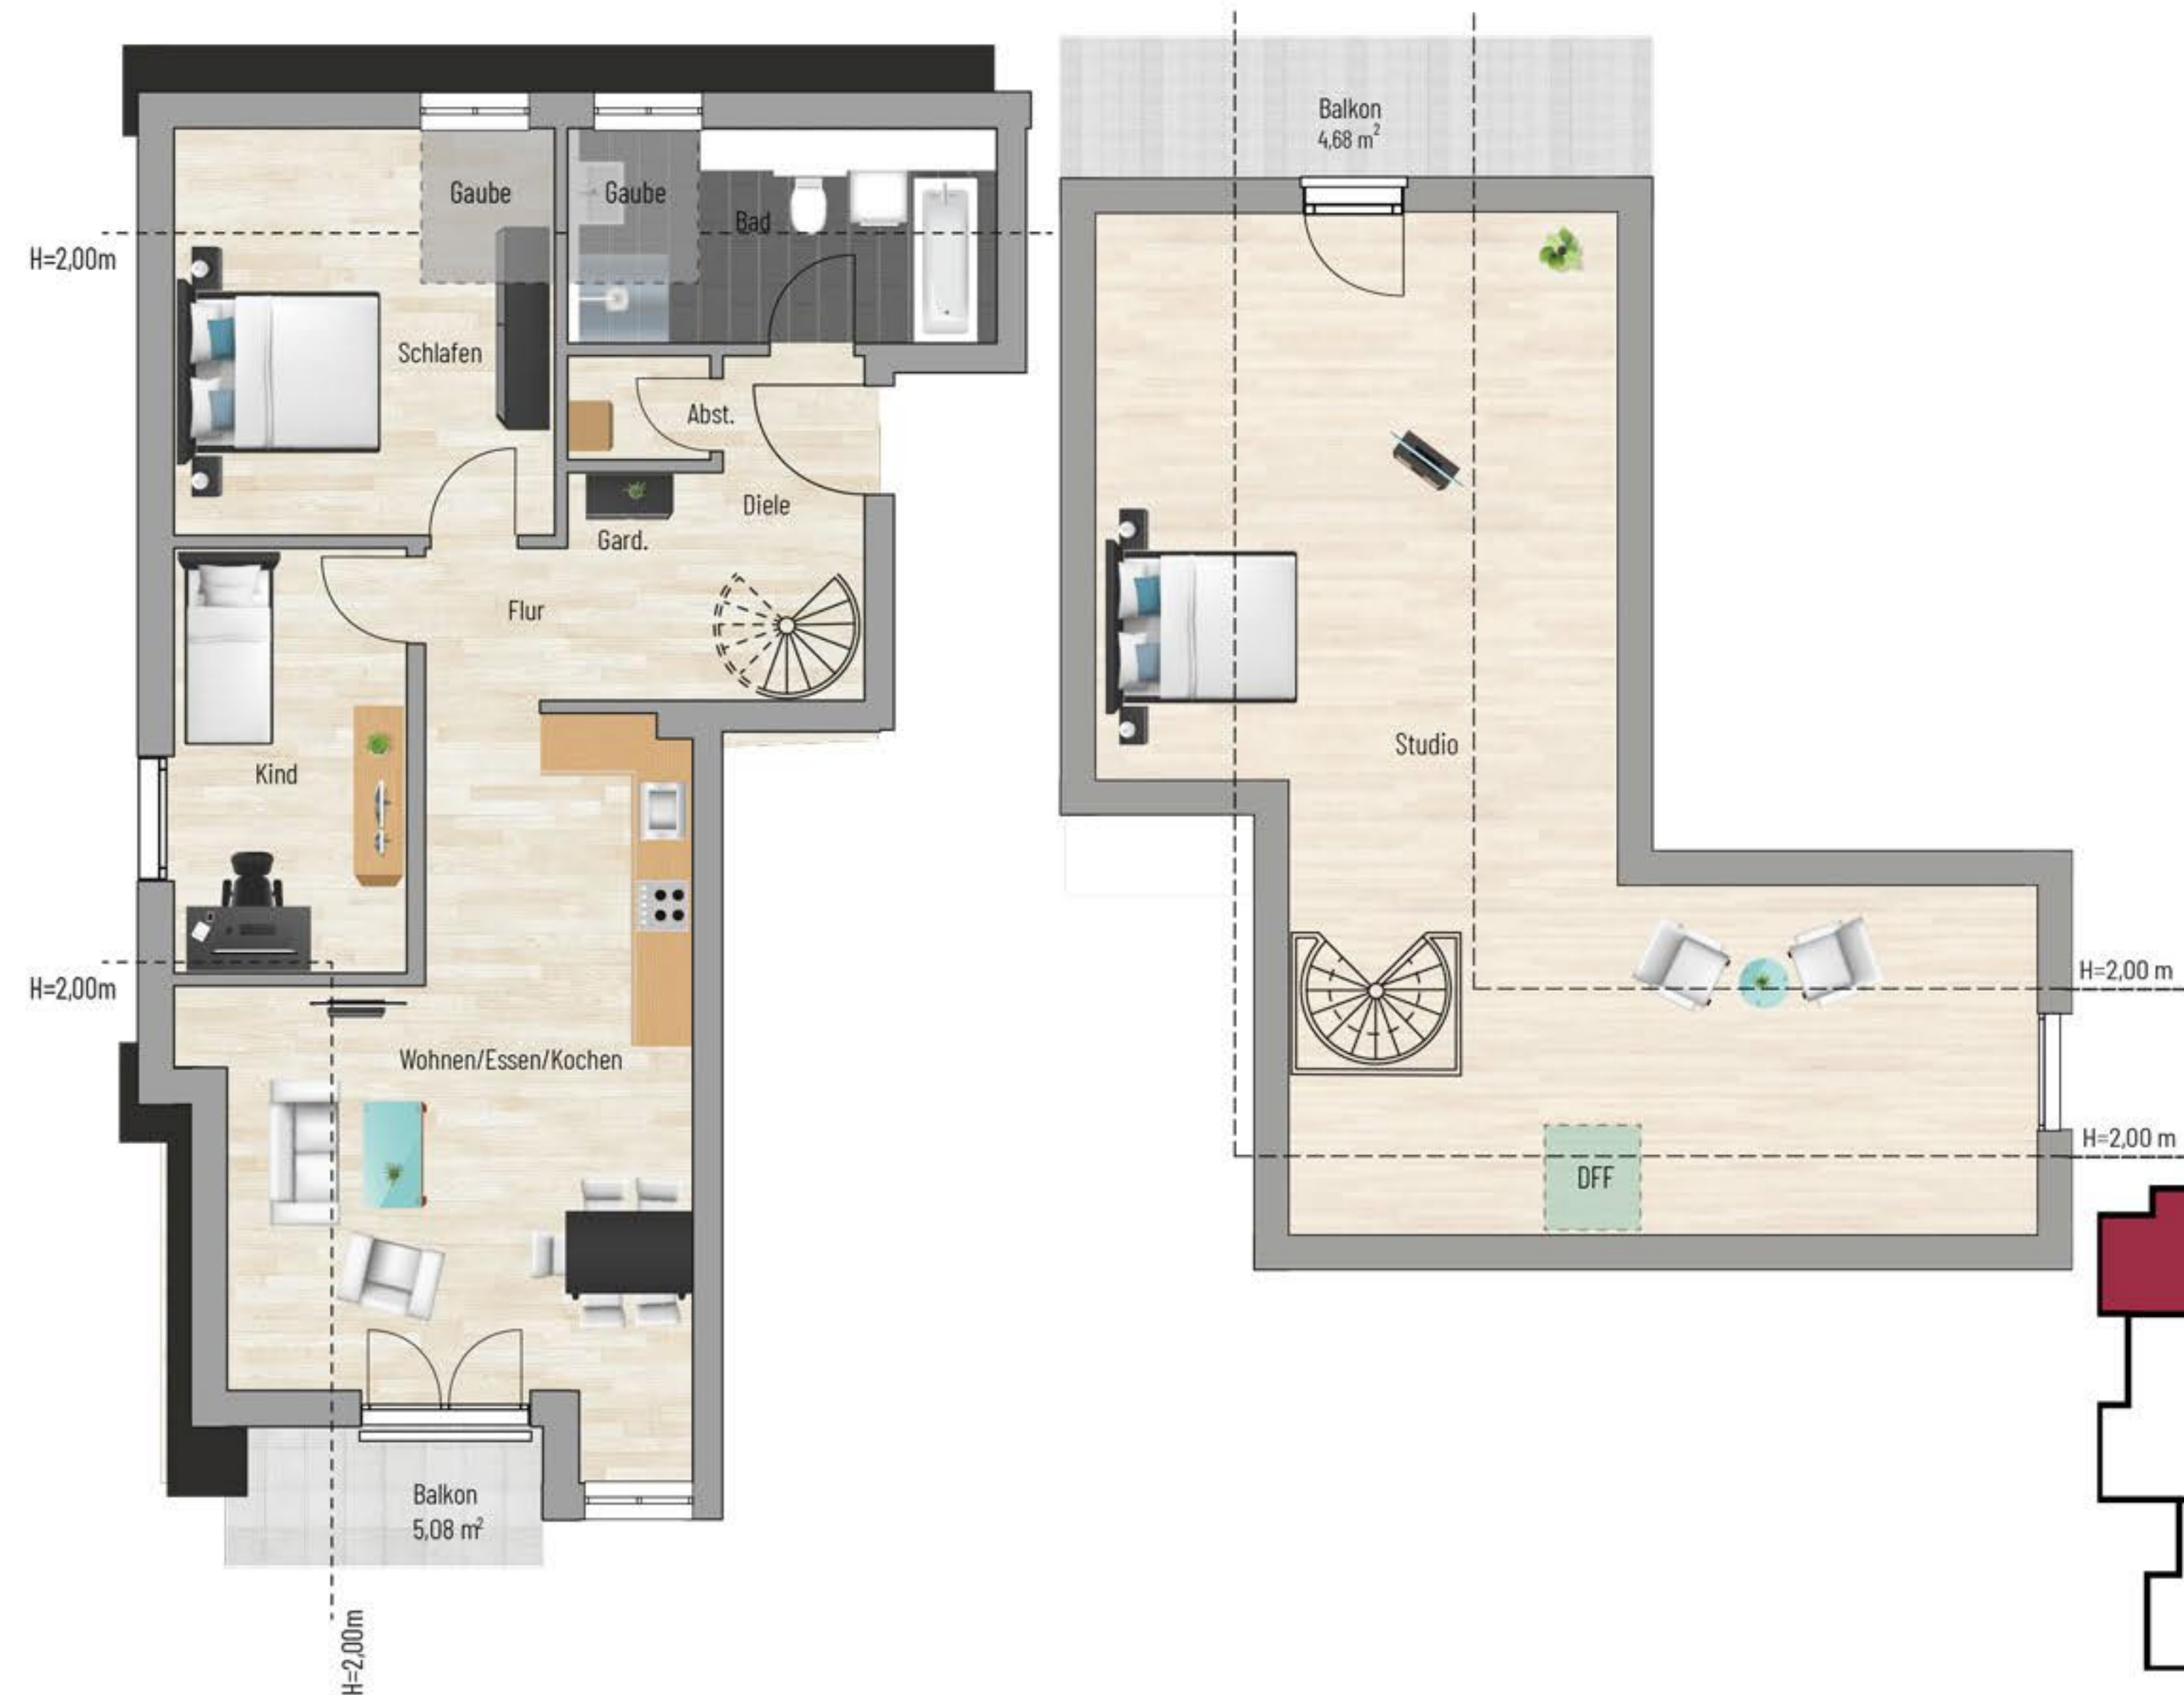 Gaube
Gaube
Bad
H=2,00m
Schlafen
Abst.
Diele
Gard.
Flur
Kind
H=2,00m
Wohnen/Essen/Kochen
Balkon
5,08 m²
H=2,00m
Balkon
4,68 m²
Studio
H=2,00 m
H=2,00 m
DFF